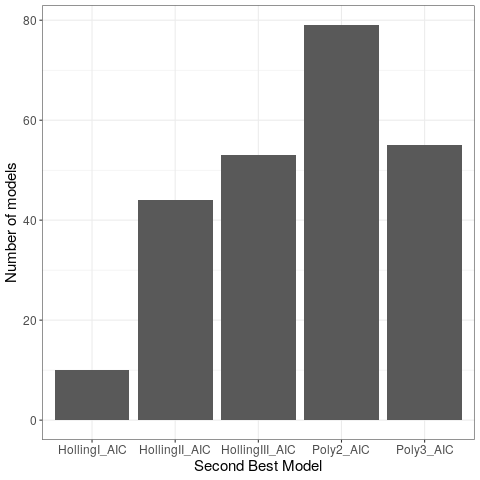 80
60
40
20
0
Number of models
HollingI_AIC HollingII_AIC HollingIII_AIC Poly2_AIC Poly3_AIC
Second Best Model